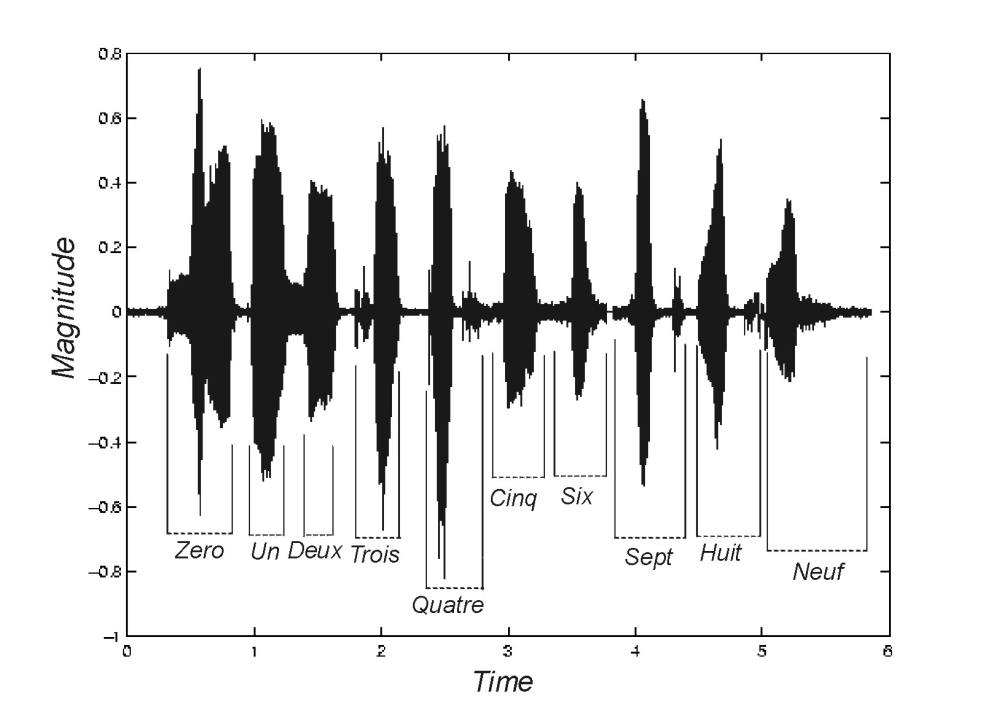 0.8
0.6
0.4
0.2
0
−0.2
−0.4
−0.6
−0.8
−1
Magnitude
Zero
Un
Deux
Trois
Quatre
Cinq
Six
Sept
Huit
Neuf
0 1 2 3 4 5 6
Time